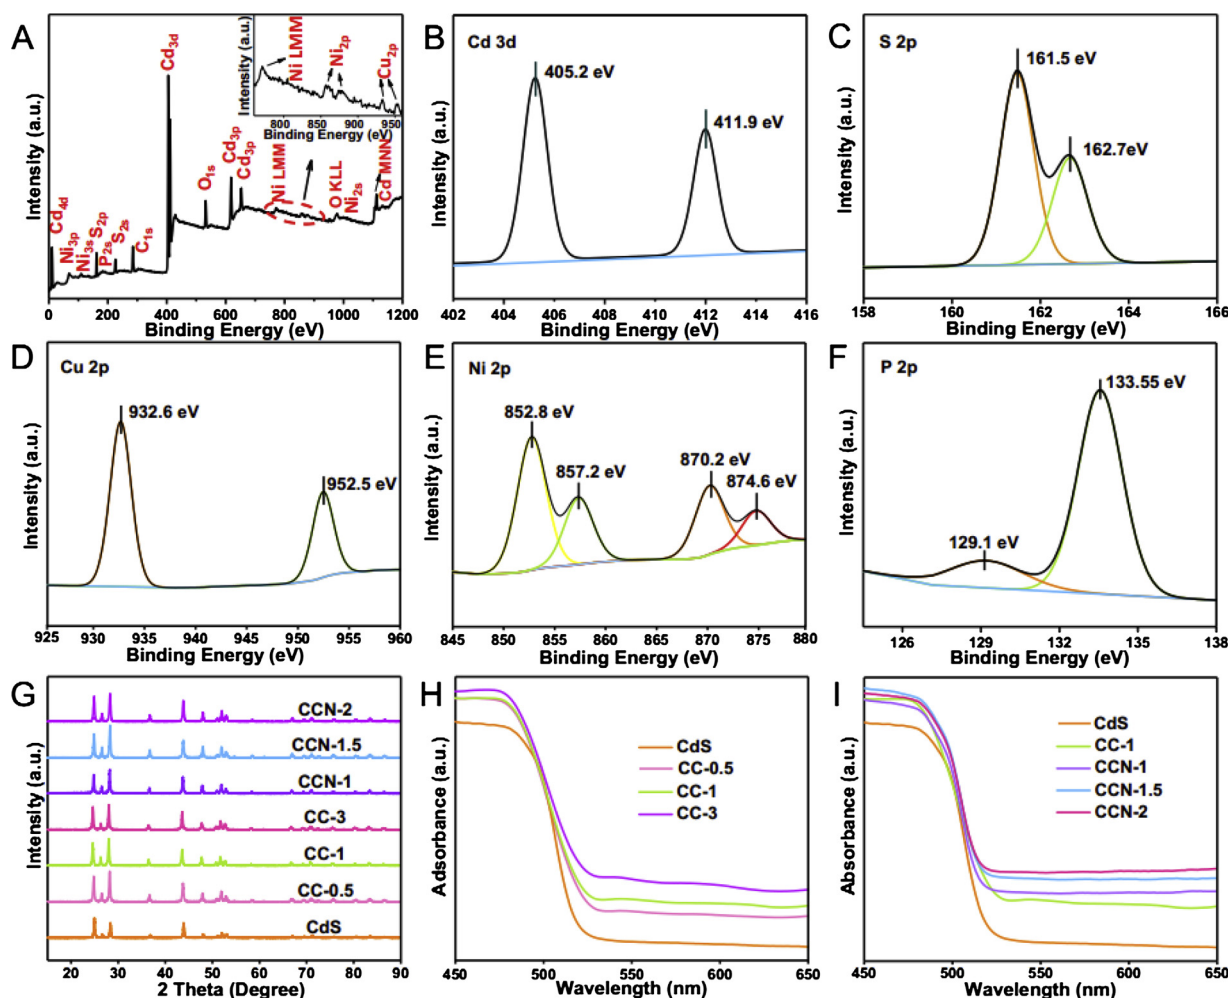 A
Intensity (a.u.)
Cd4d
Ni3p
Ni3s
S2p
P2s
S2s
C1s
Cd3d
O1s
Cd3p
Cd3p
Ni LMM
O KLL
Ni2s
Cd MNN
0 200 400 600 800 1000 1200
Binding Energy (eV)
Intensity (a.u.)
Ni LMM
Ni2p
Cu2p
800 850 900 950
Binding Energy (eV)
B
Cd 3d
405.2 eV
411.9 eV
Intensity (a.u.)
402 404 406 408 410 412 414 416
Binding Energy (eV)
C
S 2p
161.5 eV
162.7eV
Intensity (a.u.)
158 160 162 164 166
Binding Energy (eV)
D
Cu 2p
932.6 eV
952.5 eV
Intensity (a.u.)
925 930 935 940 945 950 955 960
Binding Energy (eV)
E
Ni 2p
852.8 eV
857.2 eV
870.2 eV
874.6 eV
Intensity (a.u.)
845 850 855 860 865 870 875 880
Binding Energy (eV)
F
P 2p
133.55 eV
129.1 eV
Intensity (a.u.)
126 129 132 135 138
Binding Energy (eV)
G
CCN-2
CCN-1.5
CCN-1
CC-3
CC-1
CC-0.5
CdS
Intensity (a.u.)
20 30 40 50 60 70 80 90
2 Theta (Degree)
H
CdS
CC-0.5
CC-1
CC-3
Adsorbance (a.u.)
450 500 550 600 650
Wavelength (nm)
I
CdS
CC-1
CCN-1
CCN-1.5
CCN-2
Absorbance (a.u.)
450 500 550 600 650
Wavelength (nm)